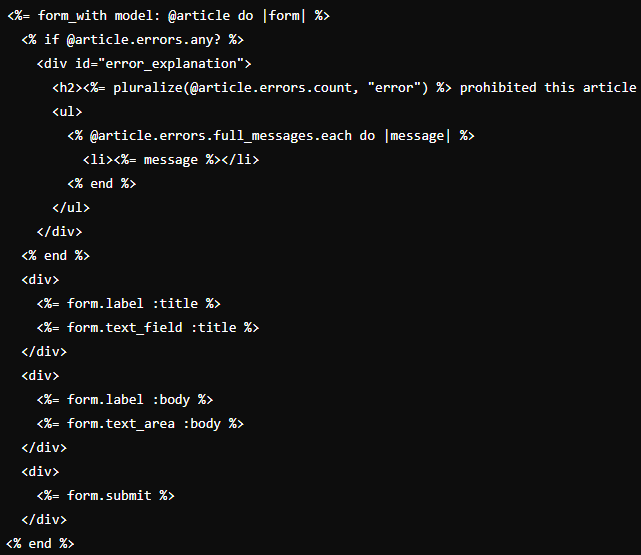 <%= form_with model: @article do |form| %>
  <% if @article.errors.any? %>
    <div id="error_explanation">
      <h2><%= pluralize(@article.errors.count, "error") %> prohibited this article
      <ul>
        <% @article.errors.full_messages.each do |message| %>
          <li><%= message %></li>
        <% end %>
      </ul>
    </div>
  <% end %>
  <div>
    <%= form.label :title %>
    <%= form.text_field :title %>
  </div>
  <div>
    <%= form.label :body %>
    <%= form.text_area :body %>
  </div>
  <div>
    <%= form.submit %>
  </div>
<% end %>